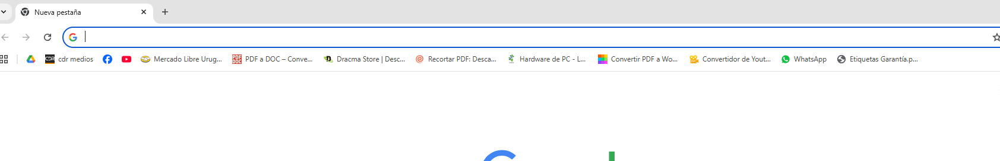 Nueva pestaña
cdr medios Mercado Libre Urug... PDF a DOC – Conve... Dracma Store | Desc... Recortar PDF: Desca... Hardware de PC - L... Convertir PDF a Wo... Convertidor de Yout... WhatsApp Etiquetas Garantía.p...